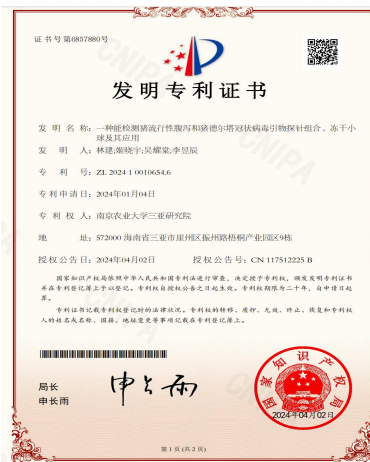 证书号第6857880号
发明专利证书
发 明 名 称：一种能检测猪流行性腹泻和猪德尔塔冠状病毒引物探针组合、冻干小
球及其应用
发 明 人：林建;姬晓宇;吴耀棠;李昱辰
专 利 号：ZL 2024 1 0010654.6
专利申请日：2024年01月04日
专 利 权 人：南京农业大学三亚研究院
地 址：572000 海南省三亚市崖州区振州路梧桐产业园区9栋
授权公告日：2024年04月02日 授权公告号：CN 117512225 B
国家知识产权局依照中华人民共和国专利法进行审查，决定授予专利权，颁发发明专利证书
并在专利登记簿上予以登记。专利权自授权公告之日起生效。专利权期限为二十年，自申请日起
算。
专利证书记载专利权登记时的法律状况。专利权的转移、质押、无效、终止、恢复和专利权
人的姓名或名称、国籍、地址变更等事项记载在专利登记簿上。
局长
申长雨
申长雨
国家知识产权局
2024年04月02日
第 1 页 (共 2 页)
CNIPA